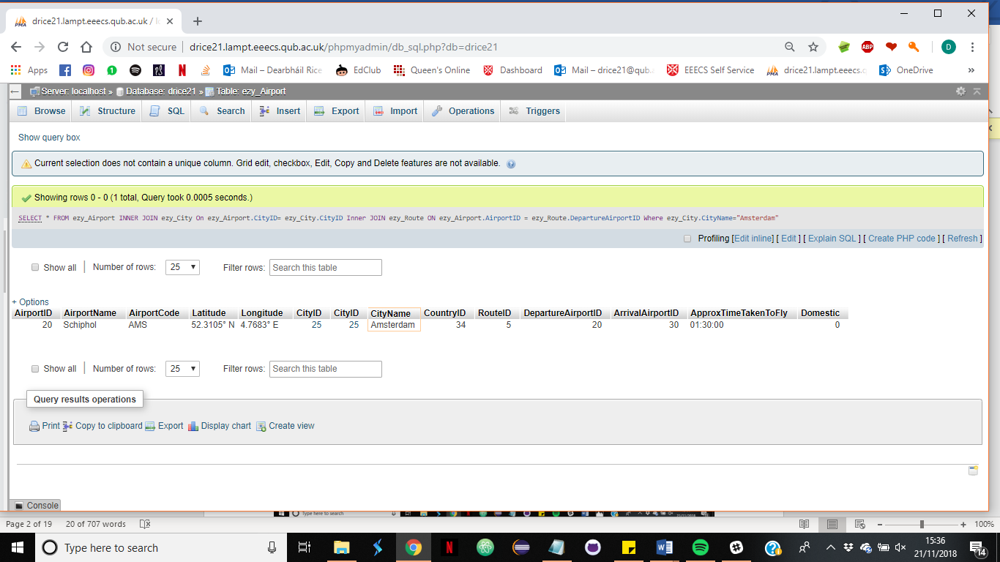 drice21.lampt.eeecs.qub.ac.uk / lo
Not secure | drice21.lampt.eeecs.qub.ac.uk/phpmyadmin/db_sql.php?db=drice21
ABP
D
Apps Mail – Dearbháil Rice EdClub Queen's Online Dashboard Mail – drice21@qub. EEECS Self Service drice21.lampt.eeecs.c OneDrive »
Server: localhost » Database: drice21 » Table: ezy_Airport
Browse Structure SQL Search Insert Export Import Operations Triggers
Show query box
Current selection does not contain a unique column. Grid edit, checkbox, Edit, Copy and Delete features are not available.
Showing rows 0 - 0 (1 total, Query took 0.0005 seconds.)
SELECT * FROM ezy_Airport INNER JOIN ezy_City On ezy_Airport.CityID= ezy_City.CityID Inner JOIN ezy_Route ON ezy_Airport.AirportID = ezy_Route.DepartureAirportID Where ezy_City.CityName="Amsterdam"
Profiling [Edit inline] [ Edit ] [ Explain SQL ] [ Create PHP code ] [ Refresh ]
Show all | Number of rows: 25 Filter rows: Search this table
+ Options
AirportID AirportName AirportCode Latitude Longitude CityID CityID CityName CountryID RouteID DepartureAirportID ArrivalAirportID ApproxTimeTakenToFly Domestic
20 Schiphol AMS 52.3105° N 4.7683° E 25 25 Amsterdam 34 5 20 30 01:30:00 0
Show all | Number of rows: 25 Filter rows: Search this table
Query results operations
Print Copy to clipboard Export Display chart Create view
Console
Type here to search
Page 2 of 19 20 of 707 words 100%
Type here to search
15:36
21/11/2018
14